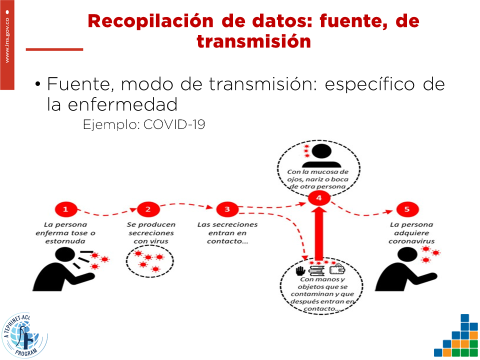 www.ins.gov.co
Recopilación de datos: fuente, de
transmisión
• Fuente, modo de transmisión: específico de
la enfermedad
Ejemplo: COVID-19
1
La persona
enferma tose o
estornuda
2
Se producen
secreciones
con virus
3
Las secreciones
entran en
contacto...
Con la mucosa de
ojos, nariz o boca
de otra persona
4
Con manos y
objetos que se
contaminan y que
después entran en
contacto...
5
La persona
adquiere
coronavirus
A TEPHINET ACC
PROGRAM